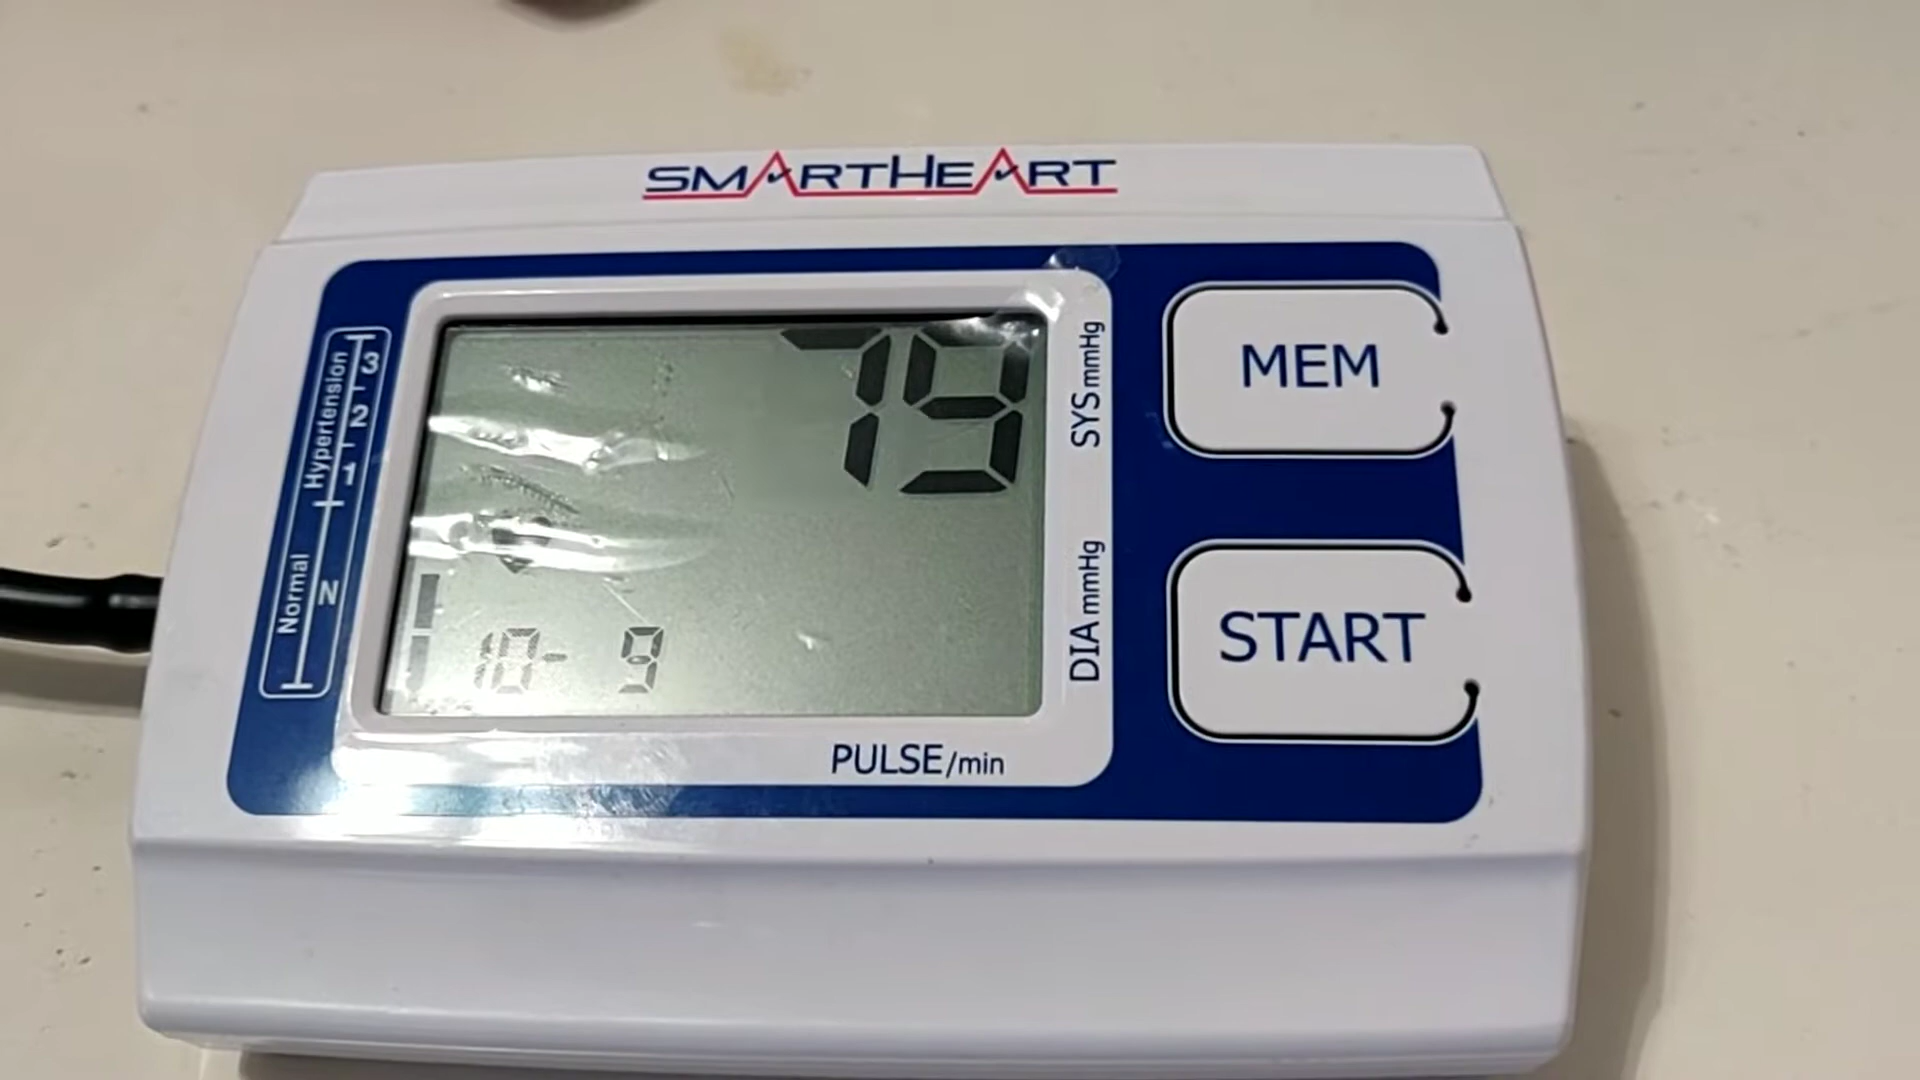 SMARTHEART
79
SYS mmHg
MEM
Hypertension
3
2
1
Normal
N
DIA mmHg
START
10- 9
PULSE/min